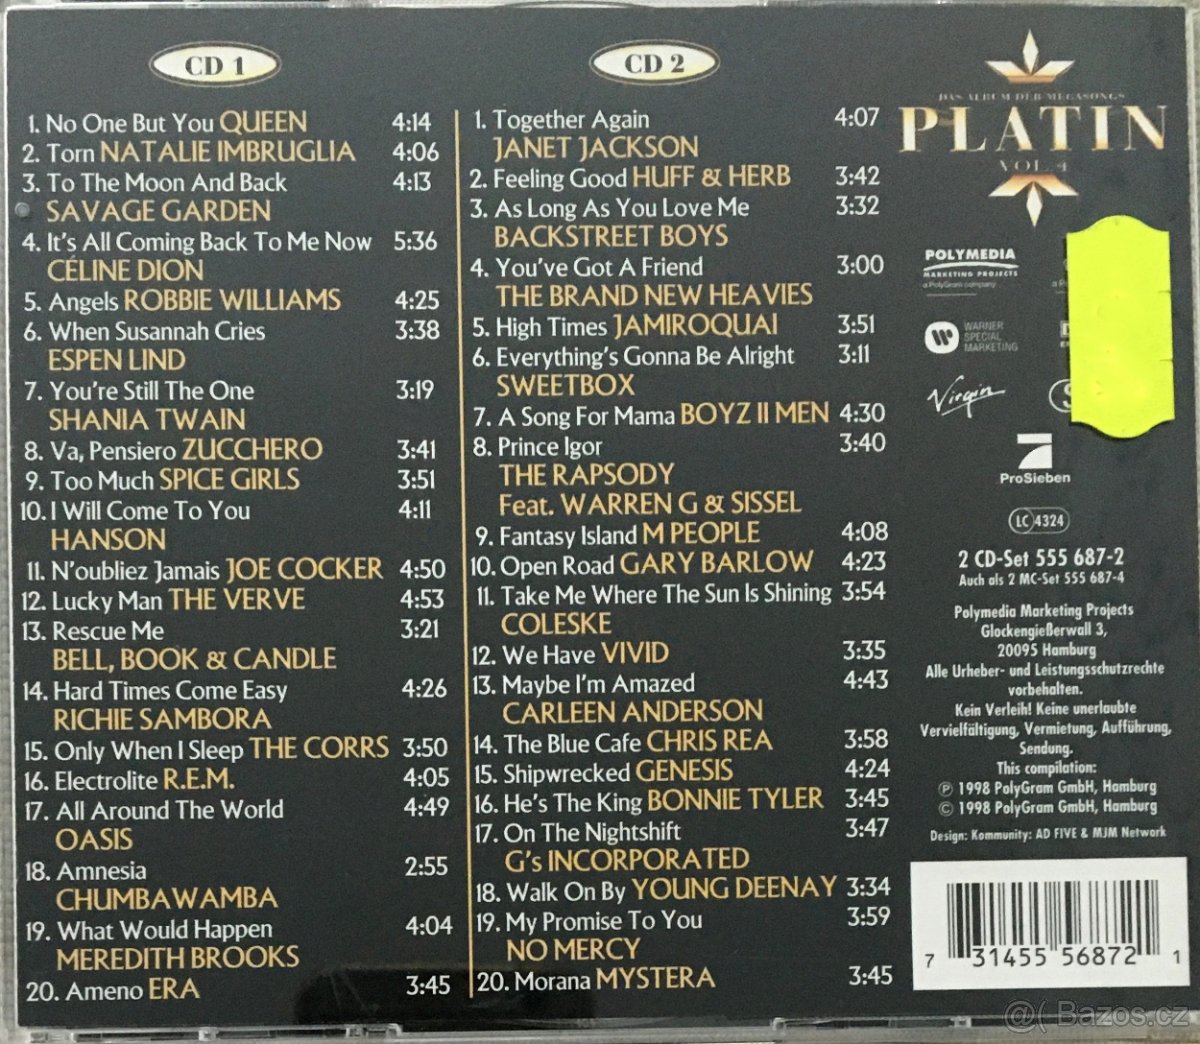 CD 1
1. No One But You QUEEN 4:14
2. Torn NATALIE IMBRUGLIA 4:06
3. To The Moon And Back 4:13
SAVAGE GARDEN
4. It's All Coming Back To Me Now 5:36
CÉLINE DION
5. Angels ROBBIE WILLIAMS 4:25
6. When Susannah Cries 3:38
ESPEN LIND
7. You're Still The One 3:19
SHANIA TWAIN
8. Va, Pensiero ZUCCHERO 3:41
9. Too Much SPICE GIRLS 3:51
10. I Will Come To You 4:11
HANSON
11. N'oubliez Jamais JOE COCKER 4:50
12. Lucky Man THE VERVE 4:53
13. Rescue Me 3:21
BELL, BOOK & CANDLE
14. Hard Times Come Easy 4:26
RICHIE SAMBORA
15. Only When I Sleep THE CORRS 3:50
16. Electrolite R.E.M. 4:05
17. All Around The World 4:49
OASIS
18. Amnesia 2:55
CHUMBAWAMBA
19. What Would Happen 4:04
MEREDITH BROOKS
20. Ameno ERA 3:45
CD 2
1. Together Again 4:07
JANET JACKSON
2. Feeling Good HUFF & HERB 3:42
3. As Long As You Love Me 3:32
BACKSTREET BOYS
4. You've Got A Friend 3:00
THE BRAND NEW HEAVIES
5. High Times JAMIROQUAI 3:51
6. Everything's Gonna Be Alright 3:11
SWEETBOX
7. A Song For Mama BOYZ II MEN 4:30
8. Prince Igor 3:40
THE RAPSODY
Feat. WARREN G & SISSEL
9. Fantasy Island M PEOPLE 4:08
10. Open Road GARY BARLOW 4:23
11. Take Me Where The Sun Is Shining 3:54
COLESKE
12. We Have VIVID 3:35
13. Maybe I'm Amazed 4:43
CARLEEN ANDERSON
14. The Blue Cafe CHRIS REA 3:58
15. Shipwrecked GENESIS 4:24
16. He's The King BONNIE TYLER 3:45
17. On The Nightshift 3:47
G's INCORPORATED
18. Walk On By YOUNG DEENAY 3:34
19. My Promise To You 3:59
NO MERCY
20. Morana MYSTERA 3:45
DAS ALBUM DER MEGASONGS
PLATIN
VOL. 4
POLYMEDIA
MARKETING PROJECTS
a PolyGram company
WARNER
SPECIAL
MARKETING
Virgin
ProSieben
LC 4324
2 CD-Set 555 687-2
Auch als 2 MC-Set 555 687-4
Polymedia Marketing Projects
Glockengießerwall 3,
20095 Hamburg
Alle Urheber- und Leistungsschutzrechte
vorbehalten.
Kein Verleih! Keine unerlaubte
Vervielfältigung, Vermietung, Aufführung,
Sendung.
This compilation:
℗ 1998 PolyGram GmbH, Hamburg
© 1998 PolyGram GmbH, Hamburg
Design: Kommunity: AD FIVE & MJM Network
7 31455 56872 1
@( Bazos.cz